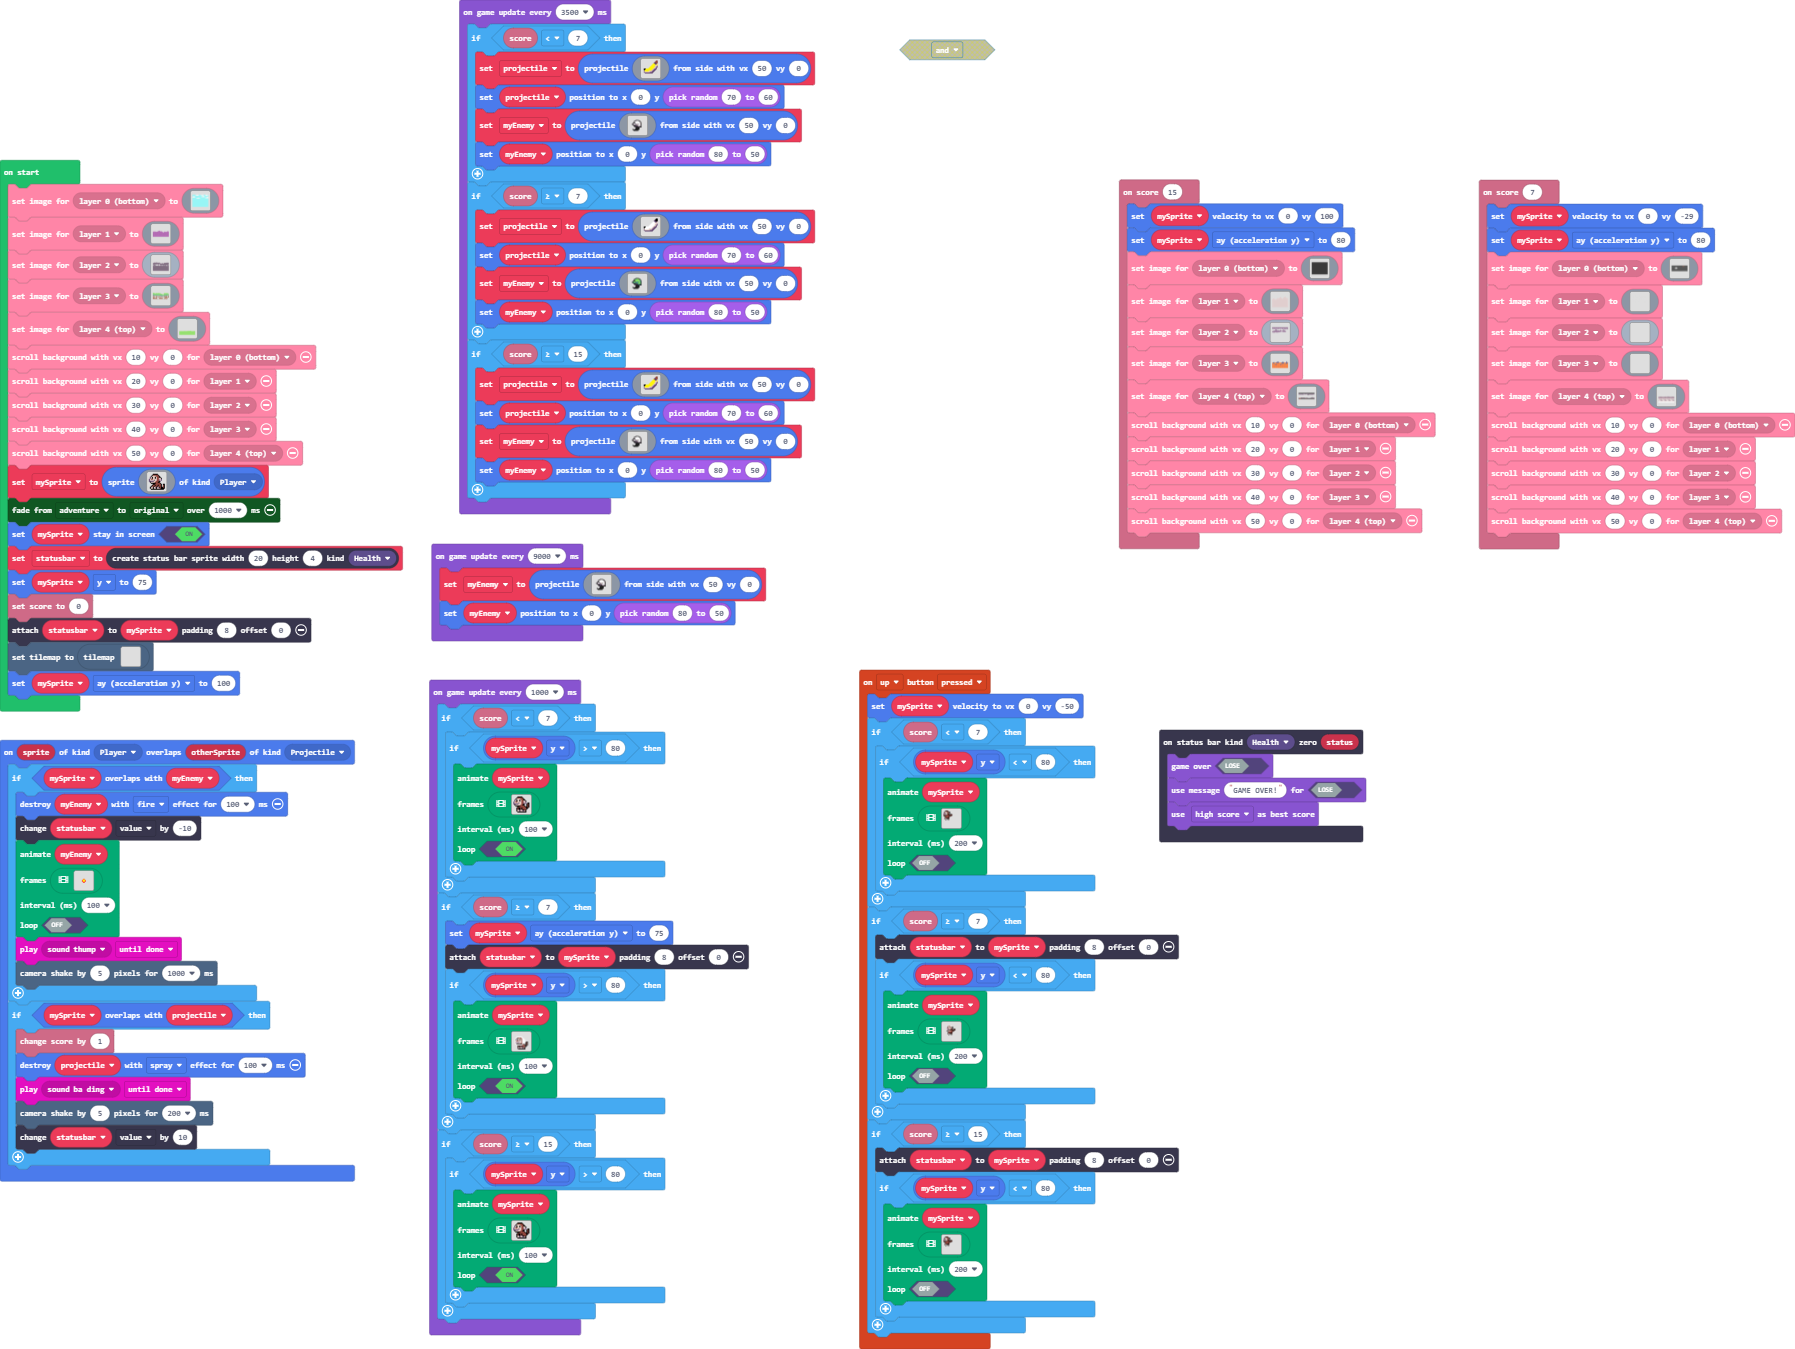 on start
set image for layer 0 (bottom) to
set image for layer 1 to
set image for layer 2 to
set image for layer 3 to
set image for layer 4 (top) to
scroll background with vx 10 vy 0 for layer 0 (bottom)
scroll background with vx 20 vy 0 for layer 1
scroll background with vx 30 vy 0 for layer 2
scroll background with vx 40 vy 0 for layer 3
scroll background with vx 50 vy 0 for layer 4 (top)
set mySprite to sprite of kind Player
fade from adventure to original over 1000 ms
set mySprite stay in screen ON
set statusbar to create status bar sprite width 20 height 4 kind Health
set mySprite y to 75
set score to 0
attach statusbar to mySprite padding 8 offset 0
set tilemap to tilemap
set mySprite ay (acceleration y) to 100
on sprite of kind Player overlaps otherSprite of kind Projectile
if mySprite overlaps with myEnemy then
destroy myEnemy with fire effect for 100 ms
change statusbar value by -10
animate myEnemy
frames
interval (ms) 100
loop OFF
play sound thump until done
camera shake by 5 pixels for 1000 ms
if mySprite overlaps with projectile then
change score by 1
destroy projectile with spray effect for 100 ms
play sound ba ding until done
camera shake by 5 pixels for 200 ms
change statusbar value by 10
on game update every 3500 ms
if score < 7 then
set projectile to projectile from side with vx 50 vy 0
set projectile position to x 0 y pick random 70 to 60
set myEnemy to projectile from side with vx 50 vy 0
set myEnemy position to x 0 y pick random 80 to 50
if score ≥ 7 then
set projectile to projectile from side with vx 50 vy 0
set projectile position to x 0 y pick random 70 to 60
set myEnemy to projectile from side with vx 50 vy 0
set myEnemy position to x 0 y pick random 80 to 50
if score ≥ 15 then
set projectile to projectile from side with vx 50 vy 0
set projectile position to x 0 y pick random 70 to 60
set myEnemy to projectile from side with vx 50 vy 0
set myEnemy position to x 0 y pick random 80 to 50
on game update every 9000 ms
set myEnemy to projectile from side with vx 50 vy 0
set myEnemy position to x 0 y pick random 80 to 50
on game update every 1000 ms
if score < 7 then
if mySprite y > 80 then
animate mySprite
frames
interval (ms) 100
loop ON
if score ≥ 7 then
set mySprite ay (acceleration y) to 75
attach statusbar to mySprite padding 8 offset 0
if mySprite y > 80 then
animate mySprite
frames
interval (ms) 100
loop ON
if score ≥ 15 then
if mySprite y > 80 then
animate mySprite
frames
interval (ms) 100
loop ON
and
on up button pressed
set mySprite velocity to vx 0 vy -50
if score < 7 then
if mySprite y < 80 then
animate mySprite
frames
interval (ms) 200
loop OFF
if score ≥ 7 then
attach statusbar to mySprite padding 8 offset 0
if mySprite y < 80 then
animate mySprite
frames
interval (ms) 200
loop OFF
if score ≥ 15 then
attach statusbar to mySprite padding 8 offset 0
if mySprite y < 80 then
animate mySprite
frames
interval (ms) 200
loop OFF
on score 15
set mySprite velocity to vx 0 vy 100
set mySprite ay (acceleration y) to 80
set image for layer 0 (bottom) to
set image for layer 1 to
set image for layer 2 to
set image for layer 3 to
set image for layer 4 (top) to
scroll background with vx 10 vy 0 for layer 0 (bottom)
scroll background with vx 20 vy 0 for layer 1
scroll background with vx 30 vy 0 for layer 2
scroll background with vx 40 vy 0 for layer 3
scroll background with vx 50 vy 0 for layer 4 (top)
on score 7
set mySprite velocity to vx 0 vy -29
set mySprite ay (acceleration y) to 80
set image for layer 0 (bottom) to
set image for layer 1 to
set image for layer 2 to
set image for layer 3 to
set image for layer 4 (top) to
scroll background with vx 10 vy 0 for layer 0 (bottom)
scroll background with vx 20 vy 0 for layer 1
scroll background with vx 30 vy 0 for layer 2
scroll background with vx 40 vy 0 for layer 3
scroll background with vx 50 vy 0 for layer 4 (top)
on status bar kind Health zero status
game over LOSE
use message "GAME OVER!" for LOSE
use high score as best score